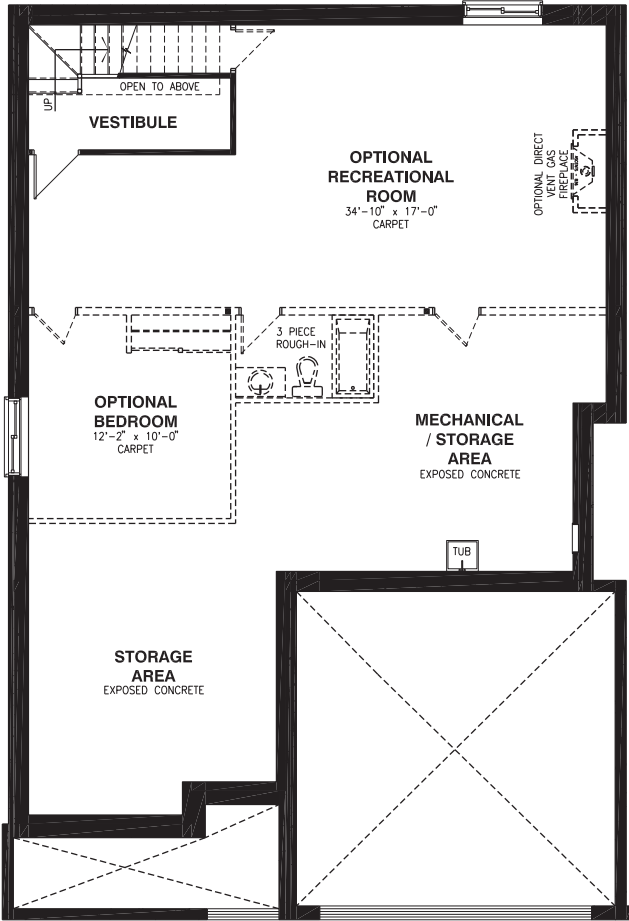 OPEN TO ABOVE
UP
VESTIBULE
OPTIONAL
RECREATIONAL
ROOM
34'-10" x 17'-0"
CARPET
OPTIONAL DIRECT
VENT GAS
FIREPLACE
3 PIECE
ROUGH-IN
OPTIONAL
BEDROOM
12'-2" x 10'-0"
CARPET
MECHANICAL
/ STORAGE
AREA
EXPOSED CONCRETE
TUB
STORAGE
AREA
EXPOSED CONCRETE